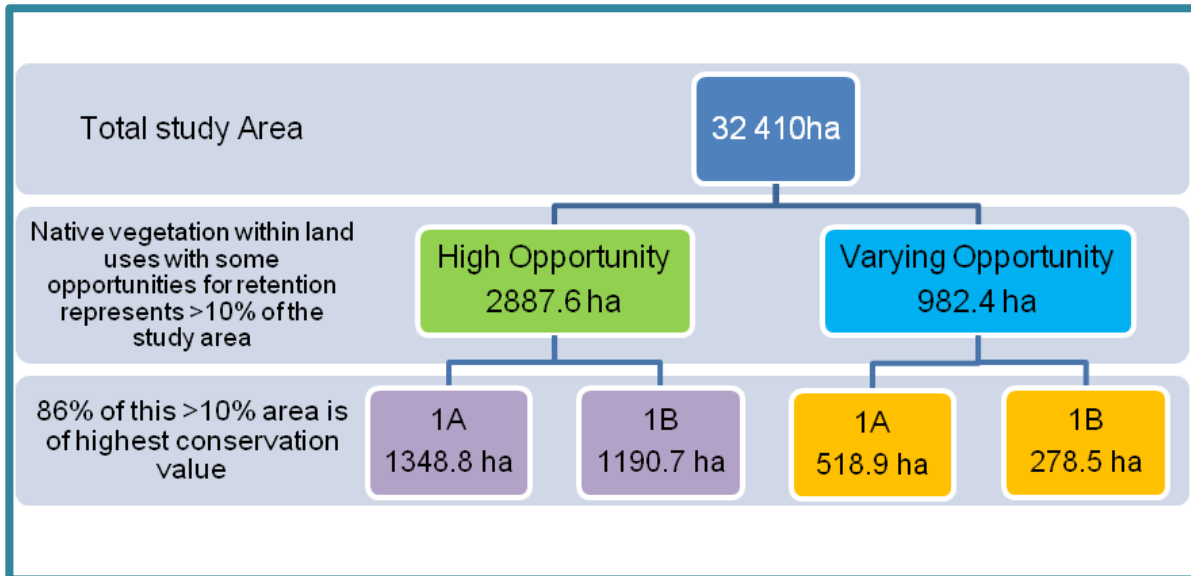 Total study Area
32 410ha
Native vegetation within land
uses with some
opportunities for retention
represents >10% of the
study area
High Opportunity
2887.6 ha
Varying Opportunity
982.4 ha
86% of this >10% area is
of highest conservation
value
1A
1348.8 ha
1B
1190.7 ha
1A
518.9 ha
1B
278.5 ha